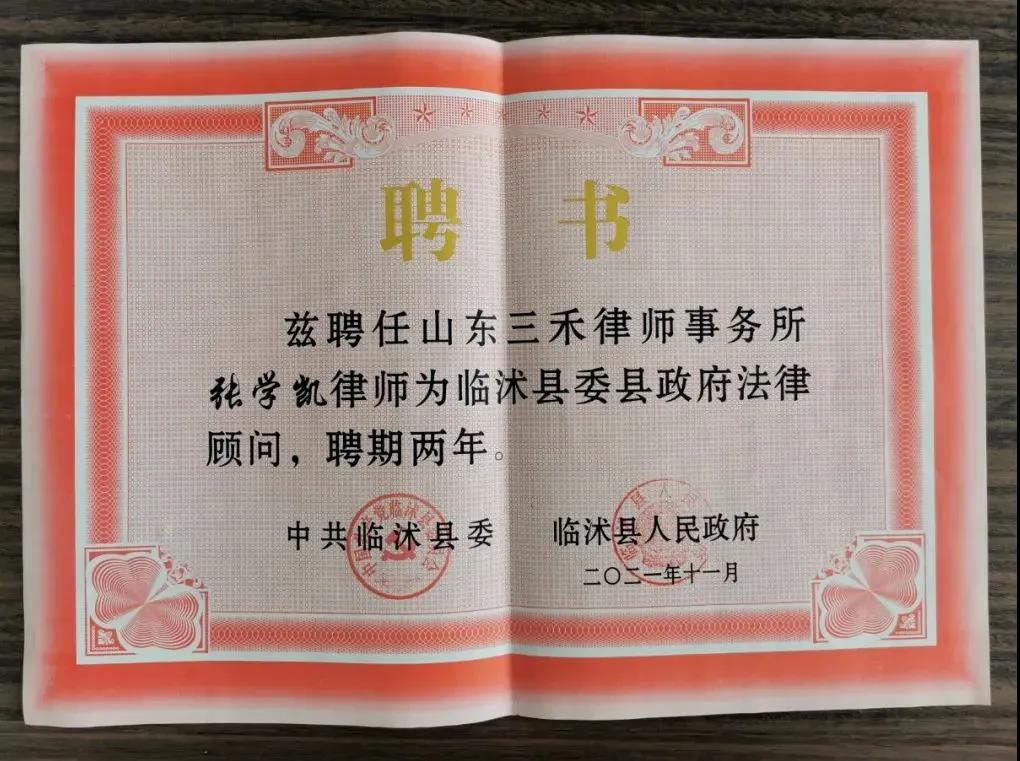 聘 书
兹聘任山东三禾律师事务所
张学凯律师为临沭县委县政府法律
顾问，聘期两年。
中共临沭县委 临沭县人民政府
二〇二一年十一月